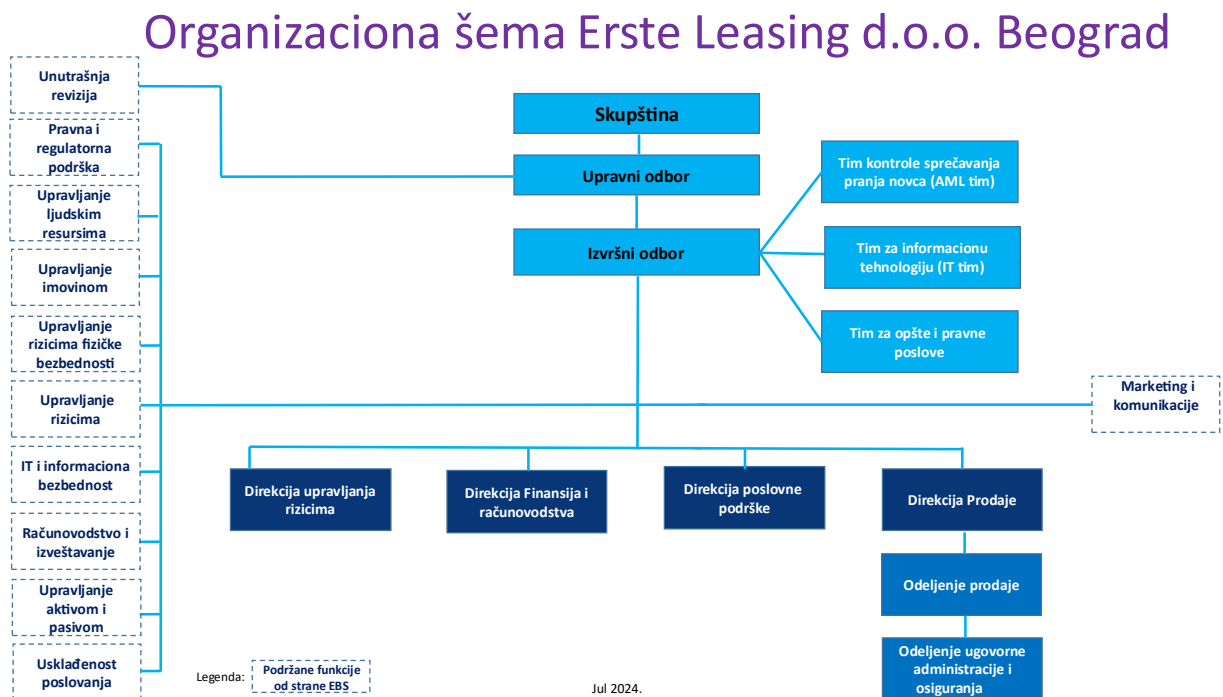 Organizaciona šema Erste Leasing d.o.o. Beograd
Unutrašnja
revizija
Pravna i
regulatorna
podrška
Upravljanje
ljudskim
resursima
Upravljanje
imovinom
Upravljanje
rizicima fizičke
bezbednosti
Upravljanje
rizicima
IT i informaciona
bezbednost
Računovodstvo i
izveštavanje
Upravljanje
aktivom i
pasivom
Usklađenost
poslovanja
Skupština
Upravni odbor
Izvršni odbor
Tim kontrole sprečavanja
pranja novca (AML tim)
Tim za informacionu
tehnologiju (IT tim)
Tim za opšte i pravne
poslove
Marketing i
komunikacije
Direkcija upravljanja
rizicima
Direkcija Finansija i
računovodstva
Direkcija poslovne
podrške
Direkcija Prodaje
Odeljenje prodaje
Odeljenje ugovorne
administracije i
osiguranja
Legenda:
Podržane funkcije
od strane EBS
Jul 2024.